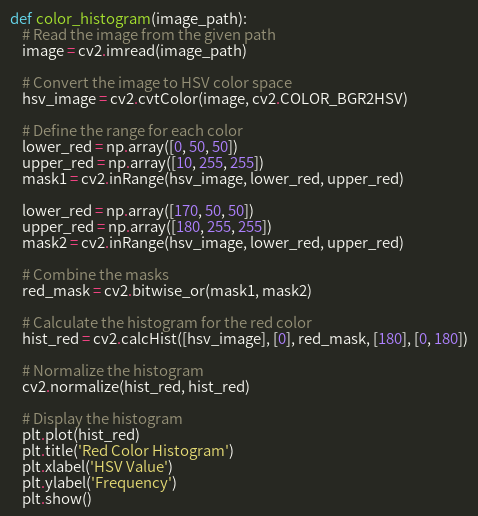 def color_histogram(image_path):
    # Read the image from the given path
    image = cv2.imread(image_path)

    # Convert the image to HSV color space
    hsv_image = cv2.cvtColor(image, cv2.COLOR_BGR2HSV)

    # Define the range for each color
    lower_red = np.array([0, 50, 50])
    upper_red = np.array([10, 255, 255])
    mask1 = cv2.inRange(hsv_image, lower_red, upper_red)

    lower_red = np.array([170, 50, 50])
    upper_red = np.array([180, 255, 255])
    mask2 = cv2.inRange(hsv_image, lower_red, upper_red)

    # Combine the masks
    red_mask = cv2.bitwise_or(mask1, mask2)

    # Calculate the histogram for the red color
    hist_red = cv2.calcHist([hsv_image], [0], red_mask, [180], [0, 180])

    # Normalize the histogram
    cv2.normalize(hist_red, hist_red)

    # Display the histogram
    plt.plot(hist_red)
    plt.title('Red Color Histogram')
    plt.xlabel('HSV Value')
    plt.ylabel('Frequency')
    plt.show()